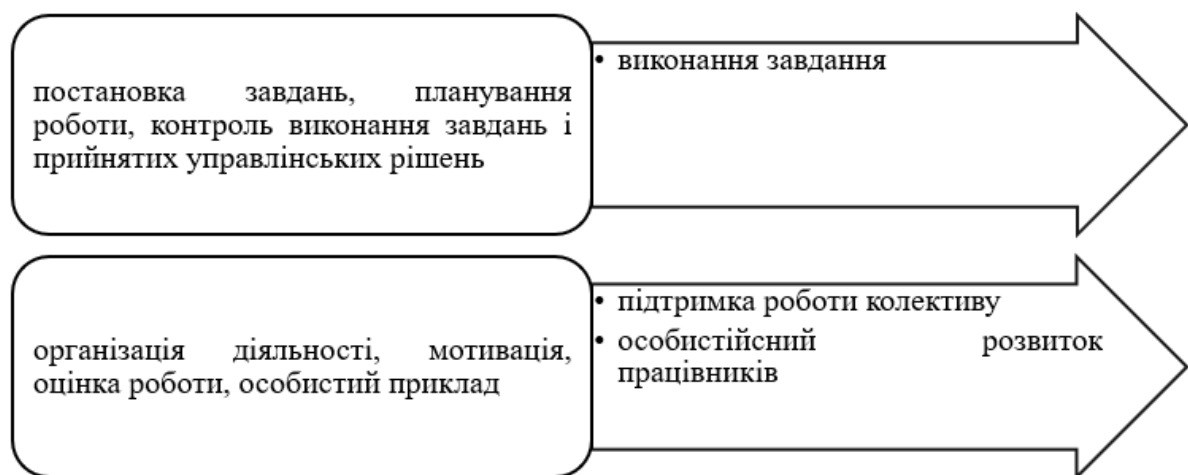 постановка завдань, планування
роботи, контроль виконання завдань і
прийнятих управлінських рішень
• виконання завдання
організація діяльності, мотивація,
оцінка роботи, особистий приклад
• підтримка роботи колективу
• особистійсний розвиток
працівників